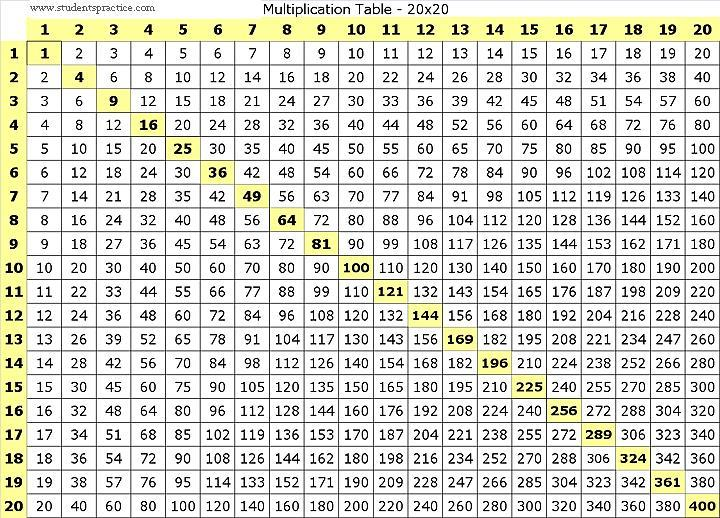 www.studentspractice.com
Multiplication Table - 20x20
1 2 3 4 5 6 7 8 9 10 11 12 13 14 15 16 17 18 19 20
1 1 2 3 4 5 6 7 8 9 10 11 12 13 14 15 16 17 18 19 20
2 2 4 6 8 10 12 14 16 18 20 22 24 26 28 30 32 34 36 38 40
3 3 6 9 12 15 18 21 24 27 30 33 36 39 42 45 48 51 54 57 60
4 4 8 12 16 20 24 28 32 36 40 44 48 52 56 60 64 68 72 76 80
5 5 10 15 20 25 30 35 40 45 50 55 60 65 70 75 80 85 90 95 100
6 6 12 18 24 30 36 42 48 54 60 66 72 78 84 90 96 102 108 114 120
7 7 14 21 28 35 42 49 56 63 70 77 84 91 98 105 112 119 126 133 140
8 8 16 24 32 40 48 56 64 72 80 88 96 104 112 120 128 136 144 152 160
9 9 18 27 36 45 54 63 72 81 90 99 108 117 126 135 144 153 162 171 180
10 10 20 30 40 50 60 70 80 90 100 110 120 130 140 150 160 170 180 190 200
11 11 22 33 44 55 66 77 88 99 110 121 132 143 154 165 176 187 198 209 220
12 12 24 36 48 60 72 84 96 108 120 132 144 156 168 180 192 204 216 228 240
13 13 26 39 52 65 78 91 104 117 130 143 156 169 182 195 208 221 234 247 260
14 14 28 42 56 70 84 98 112 126 140 154 168 182 196 210 224 238 252 266 280
15 15 30 45 60 75 90 105 120 135 150 165 180 195 210 225 240 255 270 285 300
16 16 32 48 64 80 96 112 128 144 160 176 192 208 224 240 256 272 288 304 320
17 17 34 51 68 85 102 119 136 153 170 187 204 221 238 255 272 289 306 323 340
18 18 36 54 72 90 108 126 144 162 180 198 216 234 252 270 288 306 324 342 360
19 19 38 57 76 95 114 133 152 171 190 209 228 247 266 285 304 323 342 361 385
20 20 40 60 80 100 120 140 160 180 200 220 240 260 280 300 320 340 360 380 400